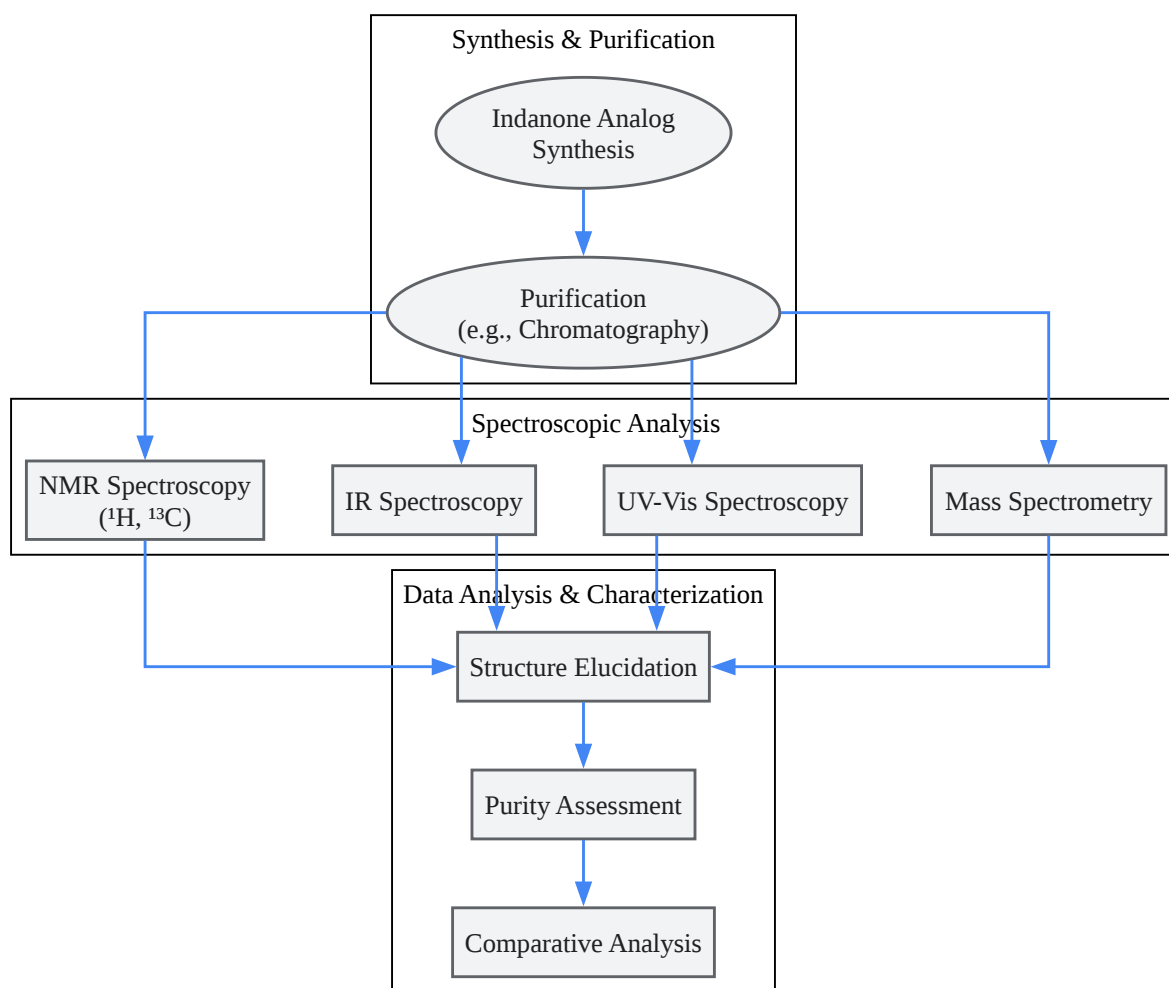 Synthesis & Purification
Indanone Analog
Synthesis
Purification
(e.g., Chromatography)
Spectroscopic Analysis
NMR Spectroscopy
(¹H, ¹³C)
IR Spectroscopy
UV-Vis Spectroscopy
Mass Spectrometry
Data Analysis & Characterization
Structure Elucidation
Purity Assessment
Comparative Analysis